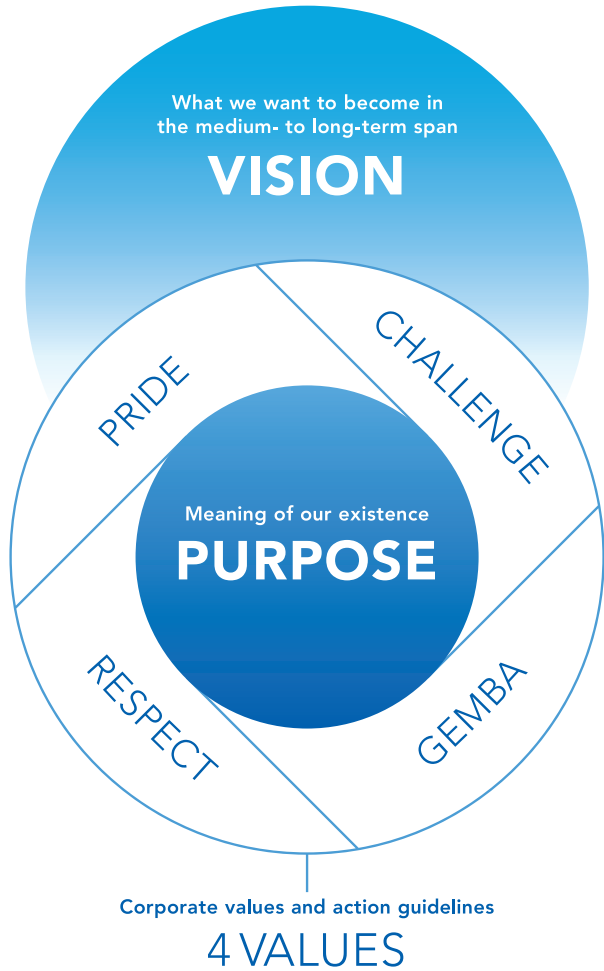 What we want to become in
the medium- to long-term span
VISION
PRIDE
CHALLENGE
Meaning of our existence
PURPOSE
RESPECT
GEMBA
Corporate values and action guidelines
4 VALUES